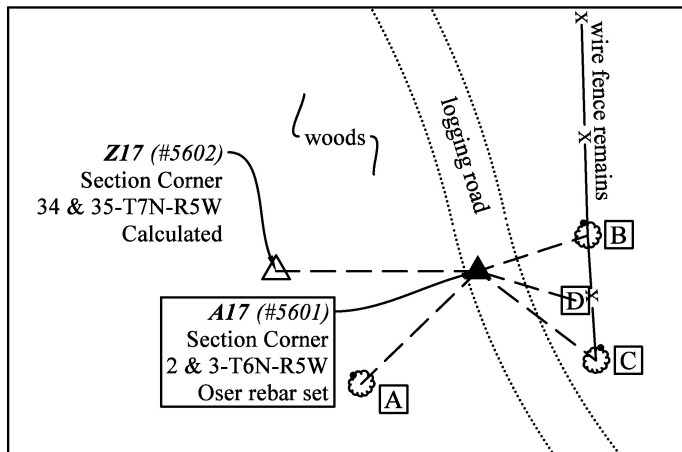 wire fence remains
X
logging road
woods
X
Z17 (#5602)
Section Corner
34 & 35-T7N-R5W
Calculated
B
A17 (#5601)
Section Corner
2 & 3-T6N-R5W
Oser rebar set
X
D
C
A